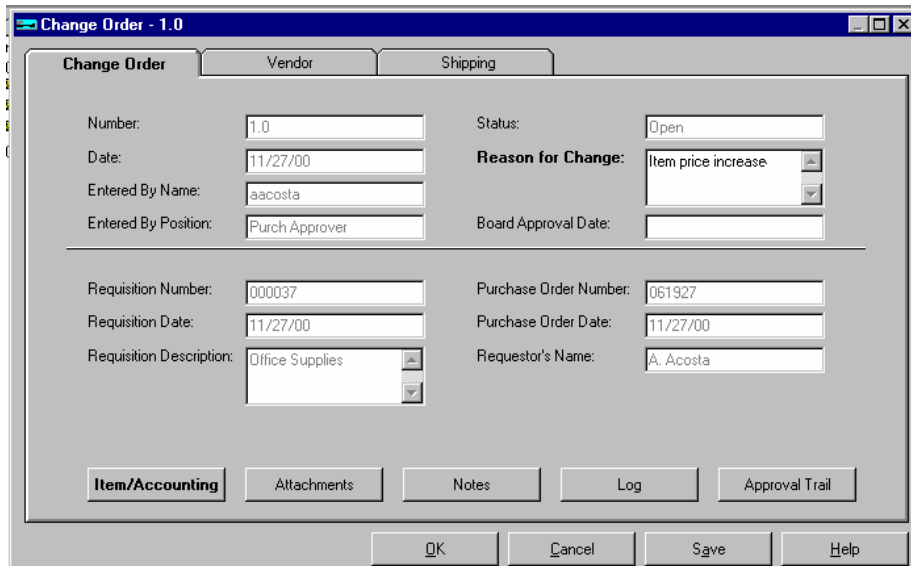 Change Order - 1.0
Change Order Vendor Shipping
Number: 1.0 Status: Open
Date: 11/27/00 Reason for Change: Item price increase
Entered By Name: aacosta
Entered By Position: Purch Approver Board Approval Date:
Requisition Number: 000037 Purchase Order Number: 061927
Requisition Date: 11/27/00 Purchase Order Date: 11/27/00
Requisition Description: Office Supplies Requestor's Name: A. Acosta
Item/Accounting Attachments Notes Log Approval Trail
OK Cancel Save Help